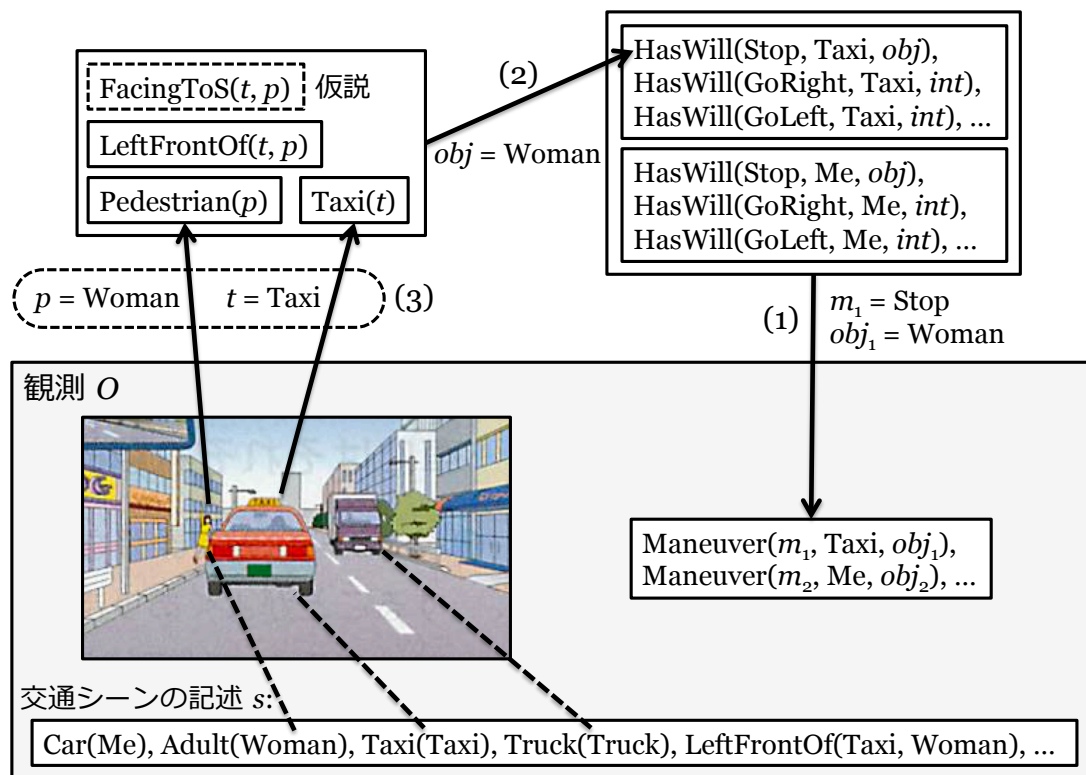 FacingToS(t, p) 仮説
LeftFrontOf(t, p)
Pedestrian(p) Taxi(t)
(2)
obj = Woman
HasWill(Stop, Taxi, obj),
HasWill(GoRight, Taxi, int),
HasWill(GoLeft, Taxi, int), ...
HasWill(Stop, Me, obj),
HasWill(GoRight, Me, int),
HasWill(GoLeft, Me, int), ...
p = Woman t = Taxi (3)
(1)
m₁ = Stop
obj₁ = Woman
観測 O
TAXI
Maneuver(m₁, Taxi, obj₁),
Maneuver(m₂, Me, obj₂), ...
交通シーンの記述 s:
Car(Me), Adult(Woman), Taxi(Taxi), Truck(Truck), LeftFrontOf(Taxi, Woman), ...